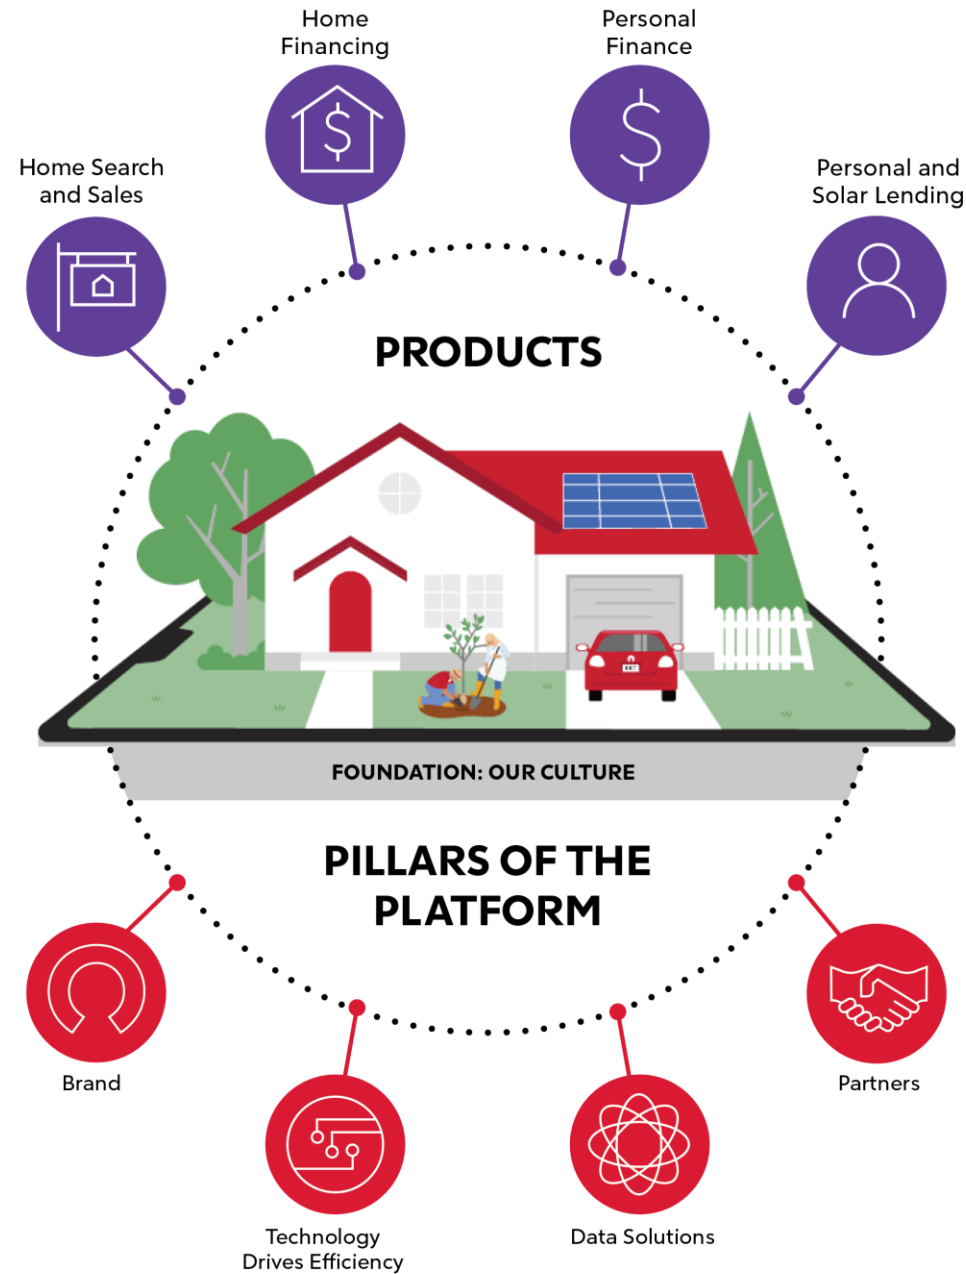 Home
Financing
Personal
Finance
Home Search
and Sales
Personal and
Solar Lending
PRODUCTS
FOUNDATION: OUR CULTURE
PILLARS OF THE
PLATFORM
Brand
Partners
Technology
Drives Efficiency
Data Solutions